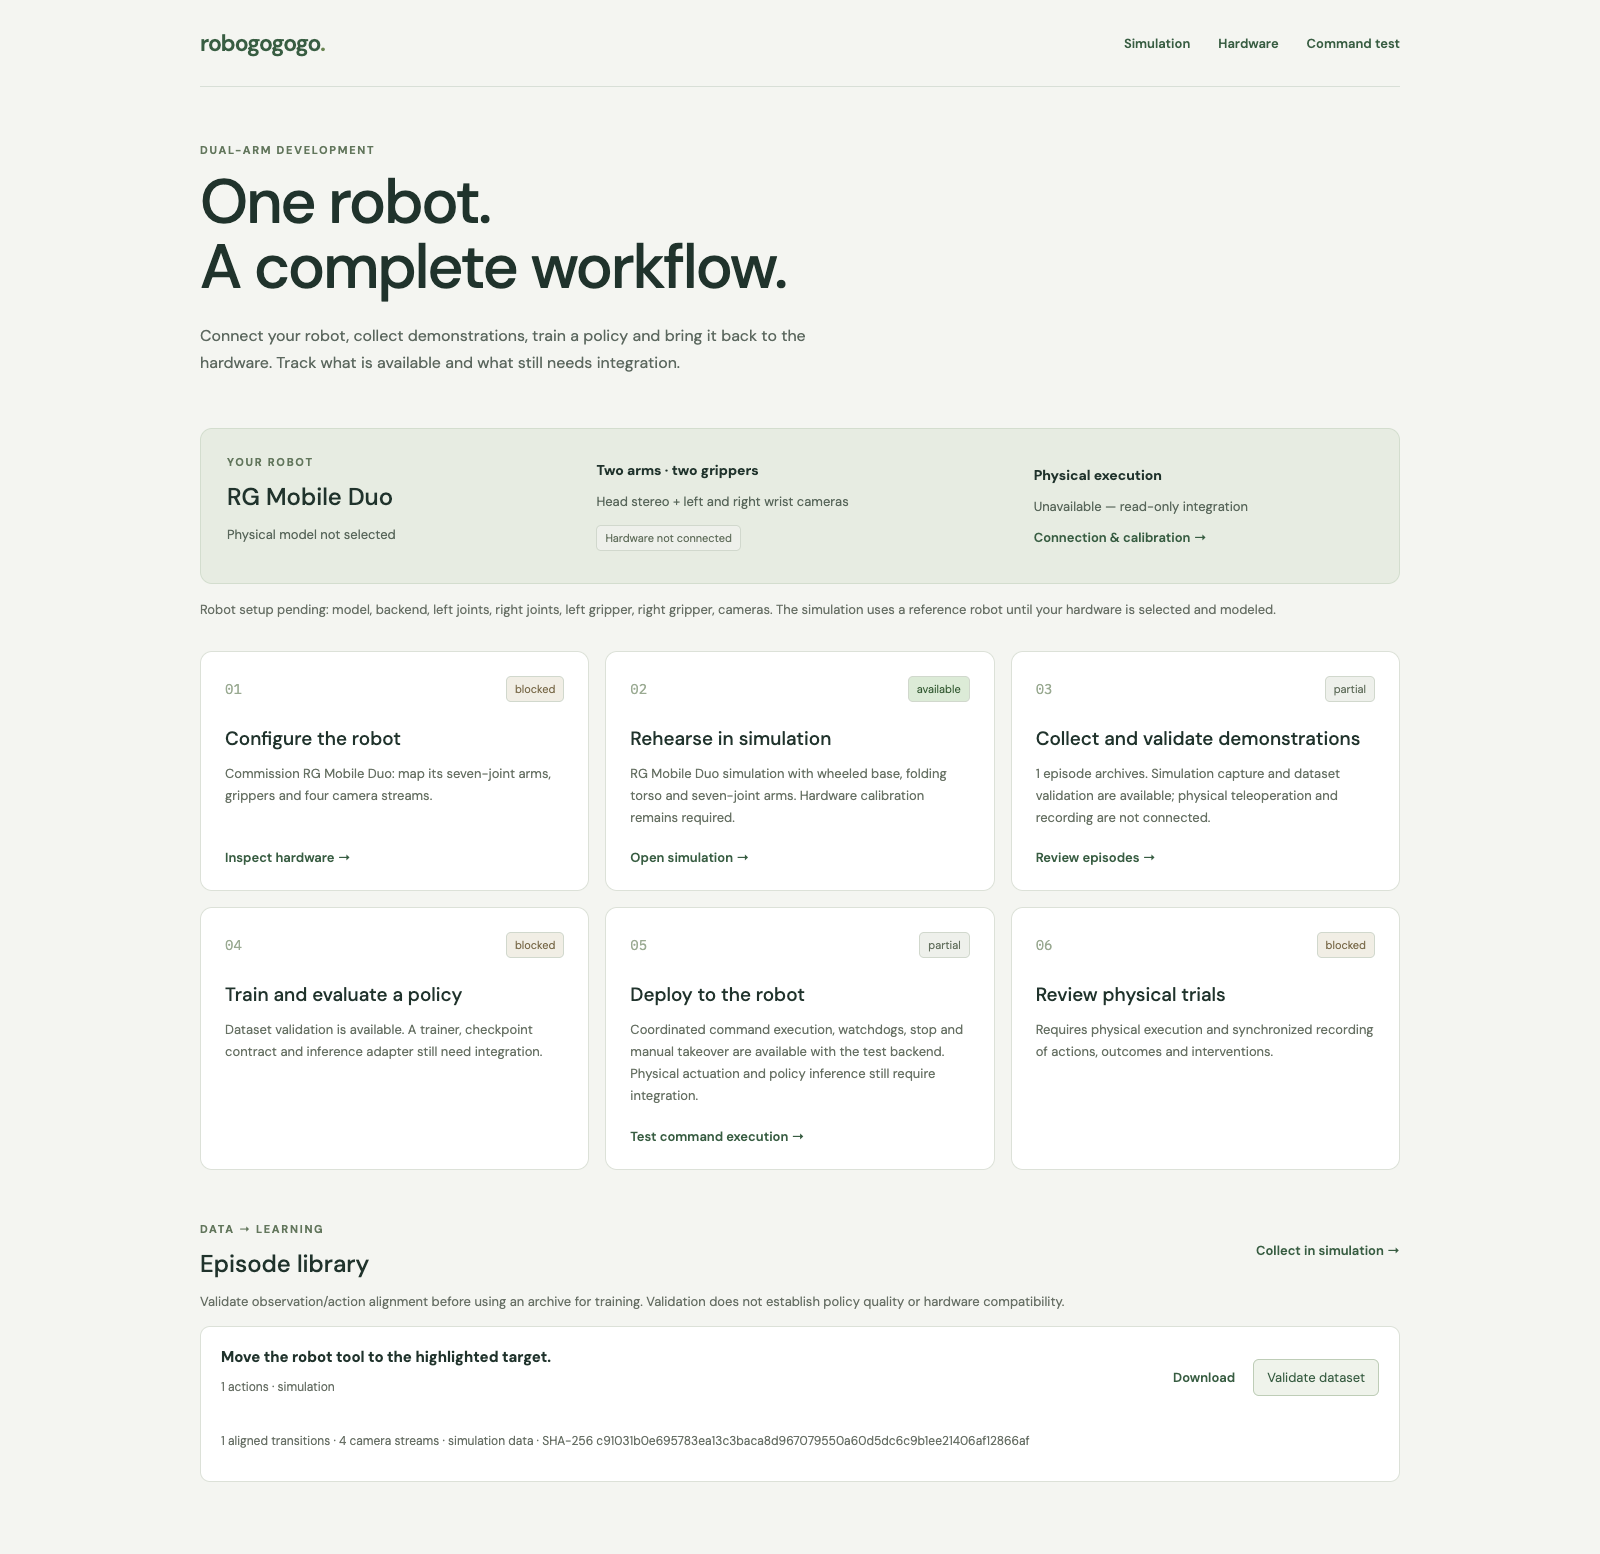 robogogogo.
Simulation Hardware Command test
DUAL-ARM DEVELOPMENT
One robot.
A complete workflow.
Connect your robot, collect demonstrations, train a policy and bring it back to the
hardware. Track what is available and what still needs integration.
YOUR ROBOT
RG Mobile Duo
Physical model not selected
Two arms · two grippers
Head stereo + left and right wrist cameras
Hardware not connected
Physical execution
Unavailable — read-only integration
Connection & calibration →
Robot setup pending: model, backend, left joints, right joints, left gripper, right gripper, cameras. The simulation uses a reference robot until your hardware is selected and modeled.
01 blocked
Configure the robot
Commission RG Mobile Duo: map its seven-joint arms,
grippers and four camera streams.
Inspect hardware →
02 available
Rehearse in simulation
RG Mobile Duo simulation with wheeled base, folding
torso and seven-joint arms. Hardware calibration
remains required.
Open simulation →
03 partial
Collect and validate demonstrations
1 episode archives. Simulation capture and dataset
validation are available; physical teleoperation and
recording are not connected.
Review episodes →
04 blocked
Train and evaluate a policy
Dataset validation is available. A trainer, checkpoint
contract and inference adapter still need integration.
05 partial
Deploy to the robot
Coordinated command execution, watchdogs, stop and
manual takeover are available with the test backend.
Physical actuation and policy inference still require
integration.
Test command execution →
06 blocked
Review physical trials
Requires physical execution and synchronized recording
of actions, outcomes and interventions.
DATA → LEARNING
Episode library
Collect in simulation →
Validate observation/action alignment before using an archive for training. Validation does not establish policy quality or hardware compatibility.
Move the robot tool to the highlighted target.
1 actions · simulation
Download Validate dataset
1 aligned transitions · 4 camera streams · simulation data · SHA-256 c91031b0e695783ea13c3baca8d967079550a60d5dc6c9b1ee21406af12866af